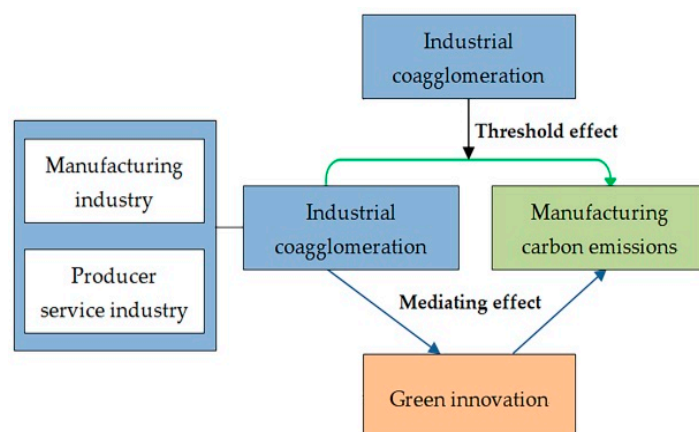 Industrial
coagglomeration
Threshold effect
Manufacturing
industry
Producer
service industry
Industrial
coagglomeration
Manufacturing
carbon emissions
Mediating effect
Green innovation